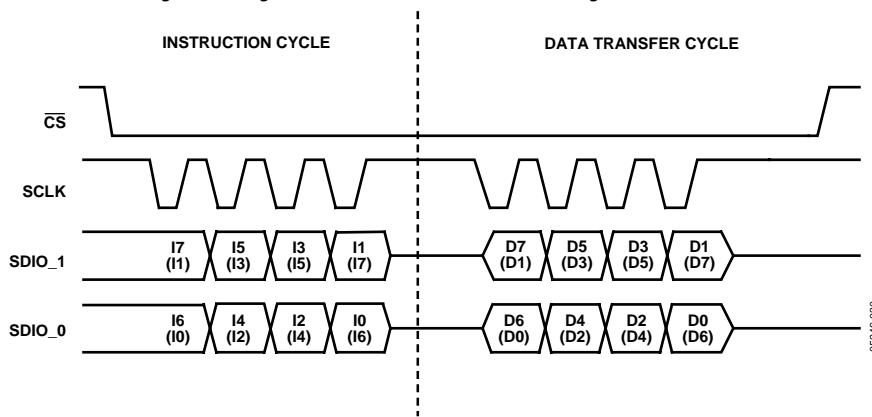 INSTRUCTION CYCLE
DATA TRANSFER CYCLE
CS
SCLK
SDIO_1
I7 I5 I3 I1 D7 D5 D3 D1
(I1) (I3) (I5) (I7) (D1) (D3) (D5) (D7)
SDIO_0
I6 I4 I2 I0 D6 D4 D2 D0
(I0) (I2) (I4) (I6) (D0) (D2) (D4) (D6)